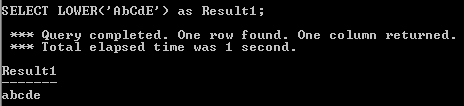 SELECT LOWER('AbCdE') as Result1;
*** Query completed. One row found. One column returned.
*** Total elapsed time was 1 second.
Result1
-------
abcde